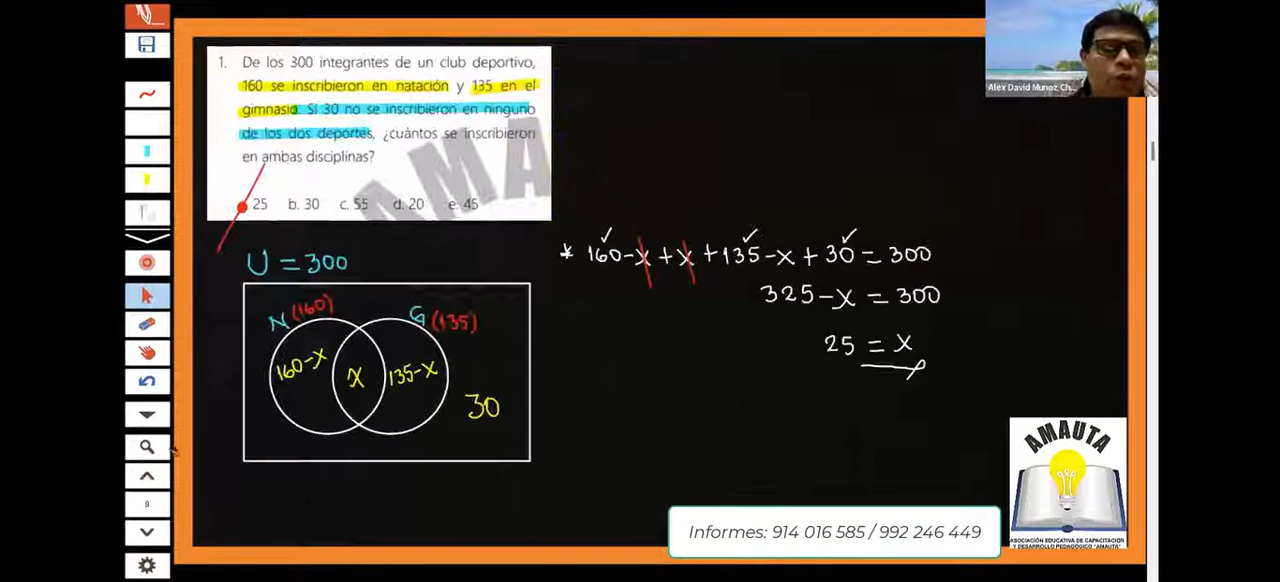 1. De los 300 integrantes de un club deportivo,
160 se inscribieron en natación y 135 en el
gimnasio. Si 30 no se inscribieron en ninguno
de los dos deportes, ¿cuántos se inscribieron
en ambas disciplinas?
25 b. 30 c. 55 d. 20 e. 45
AMA
Alex David Munoz Ch...
U = 300
N (160) G (135)
160-x x 135-x
30
* 160-x + x + 135-x + 30 = 300
325-x = 300
25 = x
9
AMAUTA
ASOCIACIÓN EDUCATIVA DE CAPACITACIÓN
Y DESARROLLO PEDAGÓGICO "AMAUTA"
Informes: 914 016 585 / 992 246 449